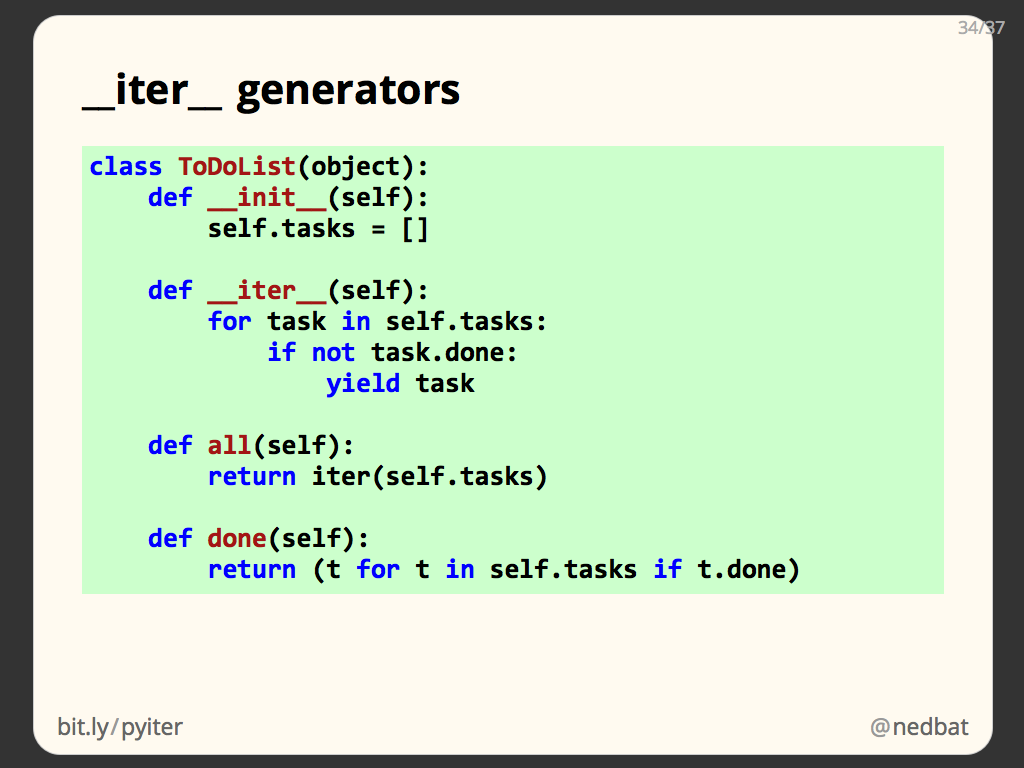 34/37
__iter__ generators
class ToDoList(object):
    def __init__(self):
        self.tasks = []
    def __iter__(self):
        for task in self.tasks:
            if not task.done:
                yield task
    def all(self):
        return iter(self.tasks)
    def done(self):
        return (t for t in self.tasks if t.done)
bit.ly/pyiter
@nedbat